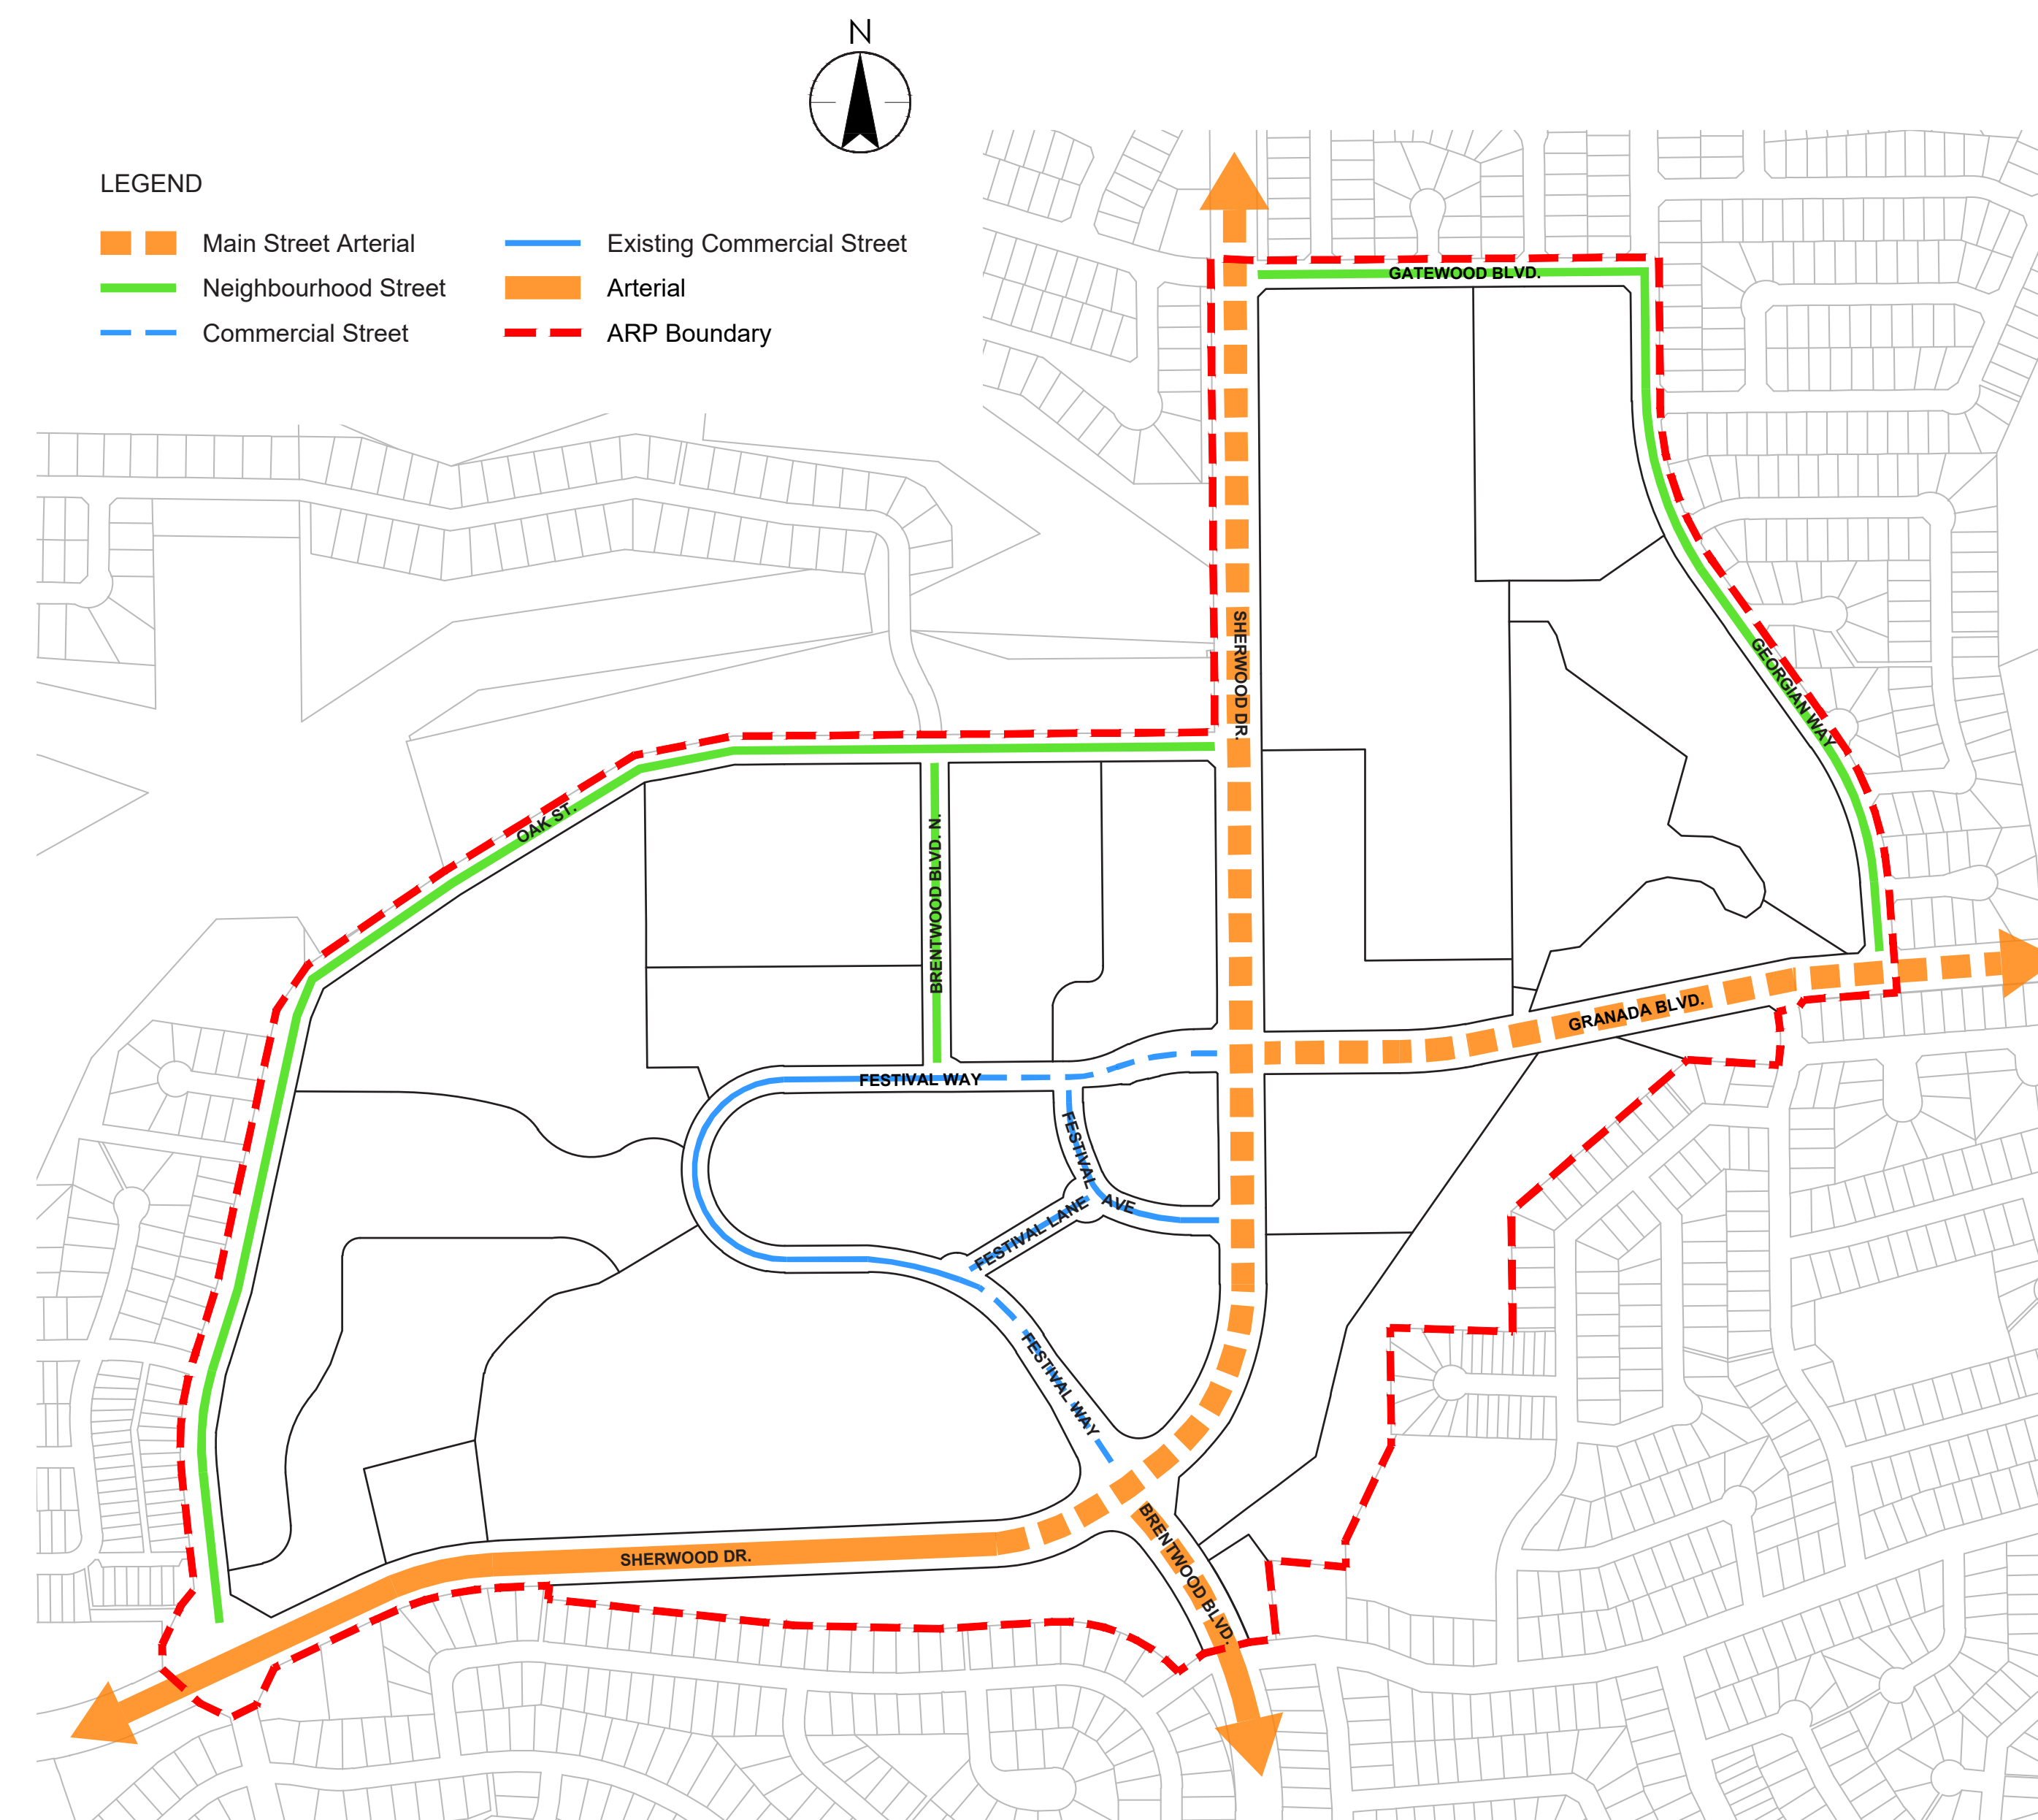 N
LEGEND
Main Street Arterial
Existing Commercial Street
Neighbourhood Street
Arterial
Commercial Street
ARP Boundary
GATEWOOD BLVD.
SHERWOOD DR.
GEORGIAN WAY
OAK ST.
BRENTWOOD BLVD. N.
GRANADA BLVD.
FESTIVAL WAY
FESTIVAL AVE
FESTIVAL LANE
FESTIVAL WAY
SHERWOOD DR.
BRENTWOOD BLVD.